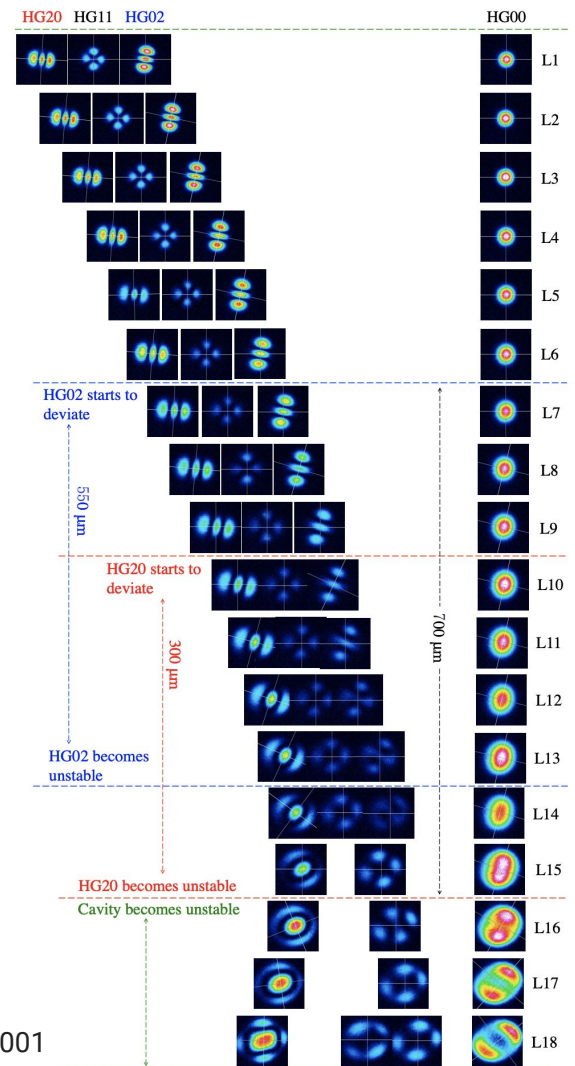 HG20 HG11 HG02 HG00
L1
L2
L3
L4
L5
L6
HG02 starts to
deviate
L7
L8
550 μm
L9
HG20 starts to
deviate
L10
700 μm
300 μm
L11
L12
HG02 becomes
unstable
L13
L14
L15
HG20 becomes unstable
Cavity becomes unstable
L16
L17
001
L18